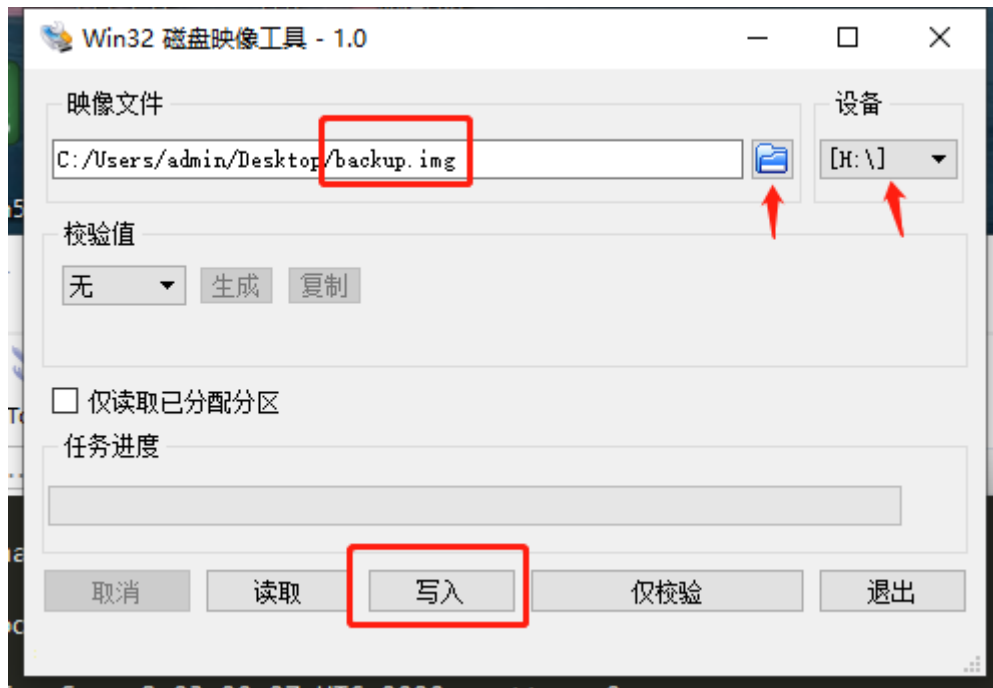 Win32 磁盘映像工具 - 1.0
映像文件
设备
C:/Users/admin/Desktop/backup.img
[H:\]
校验值
无
生成
复制
仅读取已分配分区
任务进度
取消
读取
写入
仅校验
退出